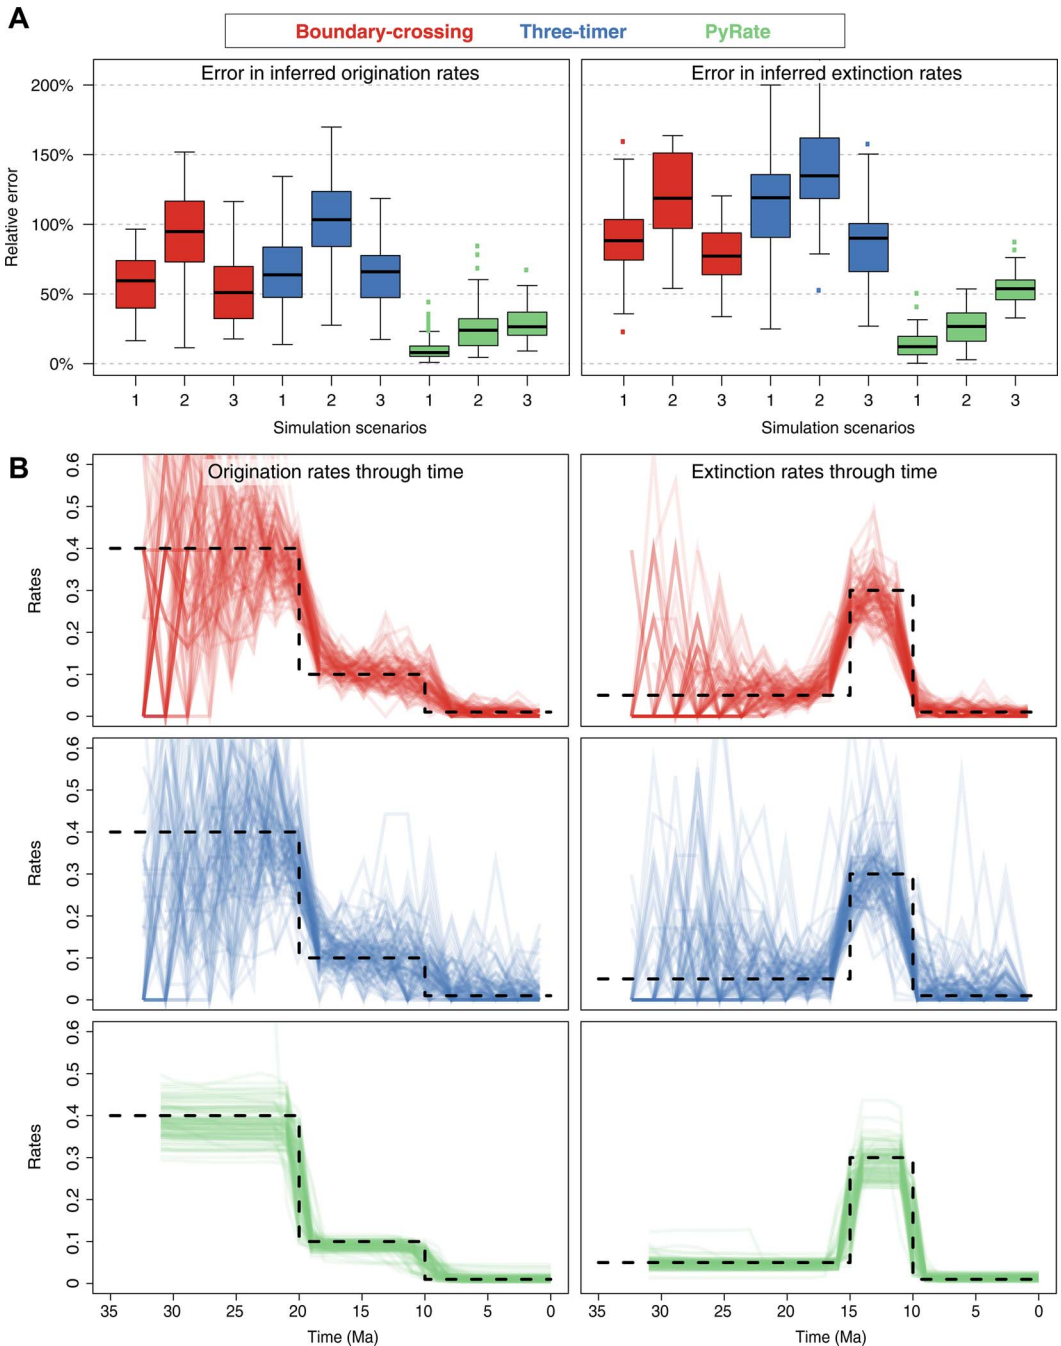 A
Boundary-crossing Three-timer PyRate
Error in inferred origination rates
Error in inferred extinction rates
Relative error
200%
150%
100%
50%
0%
1 2 3 1 2 3 1 2 3
1 2 3 1 2 3 1 2 3
Simulation scenarios
Simulation scenarios
B
Origination rates through time
Extinction rates through time
Rates
0.6
0.5
0.4
0.3
0.2
0.1
0
Rates
0.6
0.5
0.4
0.3
0.2
0.1
0
Rates
0.6
0.5
0.4
0.3
0.2
0.1
0
35 30 25 20 15 10 5 0
35 30 25 20 15 10 5 0
Time (Ma)
Time (Ma)